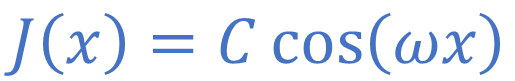 J(x) = C cos(ωx)